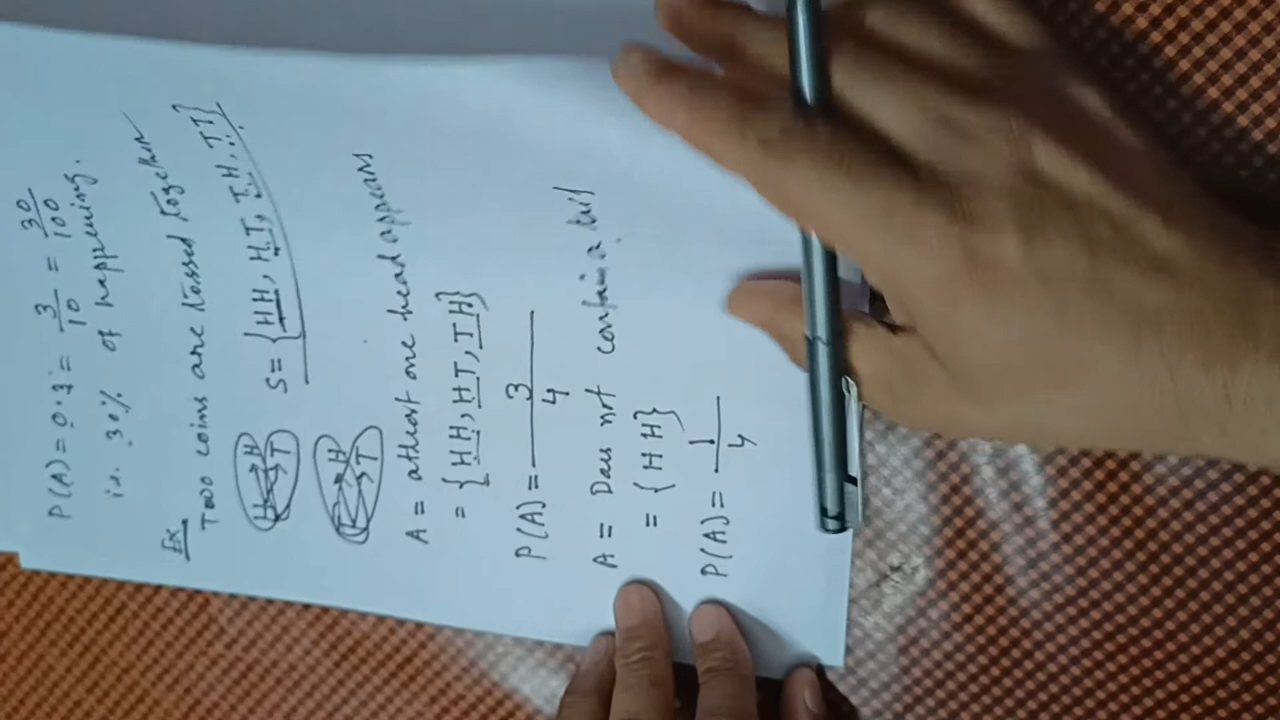 P(A) = 0.3 = 3/10 = 30/100
i.e. 30% of happening.
Ex
Two coins are tossed together
H → H
T
S = {HH, HT, TH, TT}
T → H
T
A = atleast one head appears
= {HH, HT, TH}
P(A) = 3/4
A = Does not contain a tail
= {HH}
P(A) = 1/4